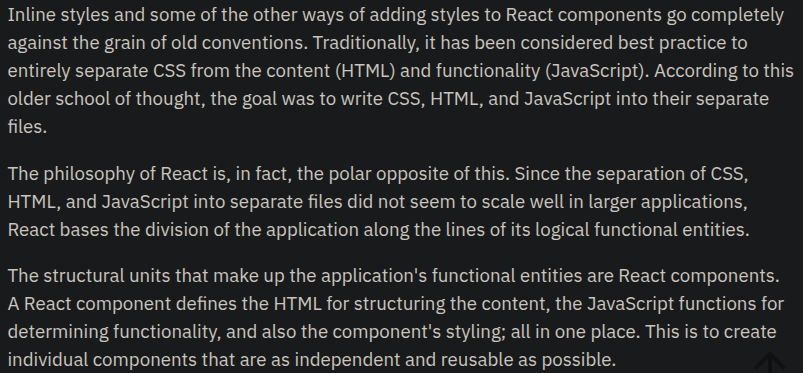 Inline styles and some of the other ways of adding styles to React components go completely
against the grain of old conventions. Traditionally, it has been considered best practice to
entirely separate CSS from the content (HTML) and functionality (JavaScript). According to this
older school of thought, the goal was to write CSS, HTML, and JavaScript into their separate
files.
The philosophy of React is, in fact, the polar opposite of this. Since the separation of CSS,
HTML, and JavaScript into separate files did not seem to scale well in larger applications,
React bases the division of the application along the lines of its logical functional entities.
The structural units that make up the application's functional entities are React components.
A React component defines the HTML for structuring the content, the JavaScript functions for
determining functionality, and also the component's styling; all in one place. This is to create
individual components that are as independent and reusable as possible.